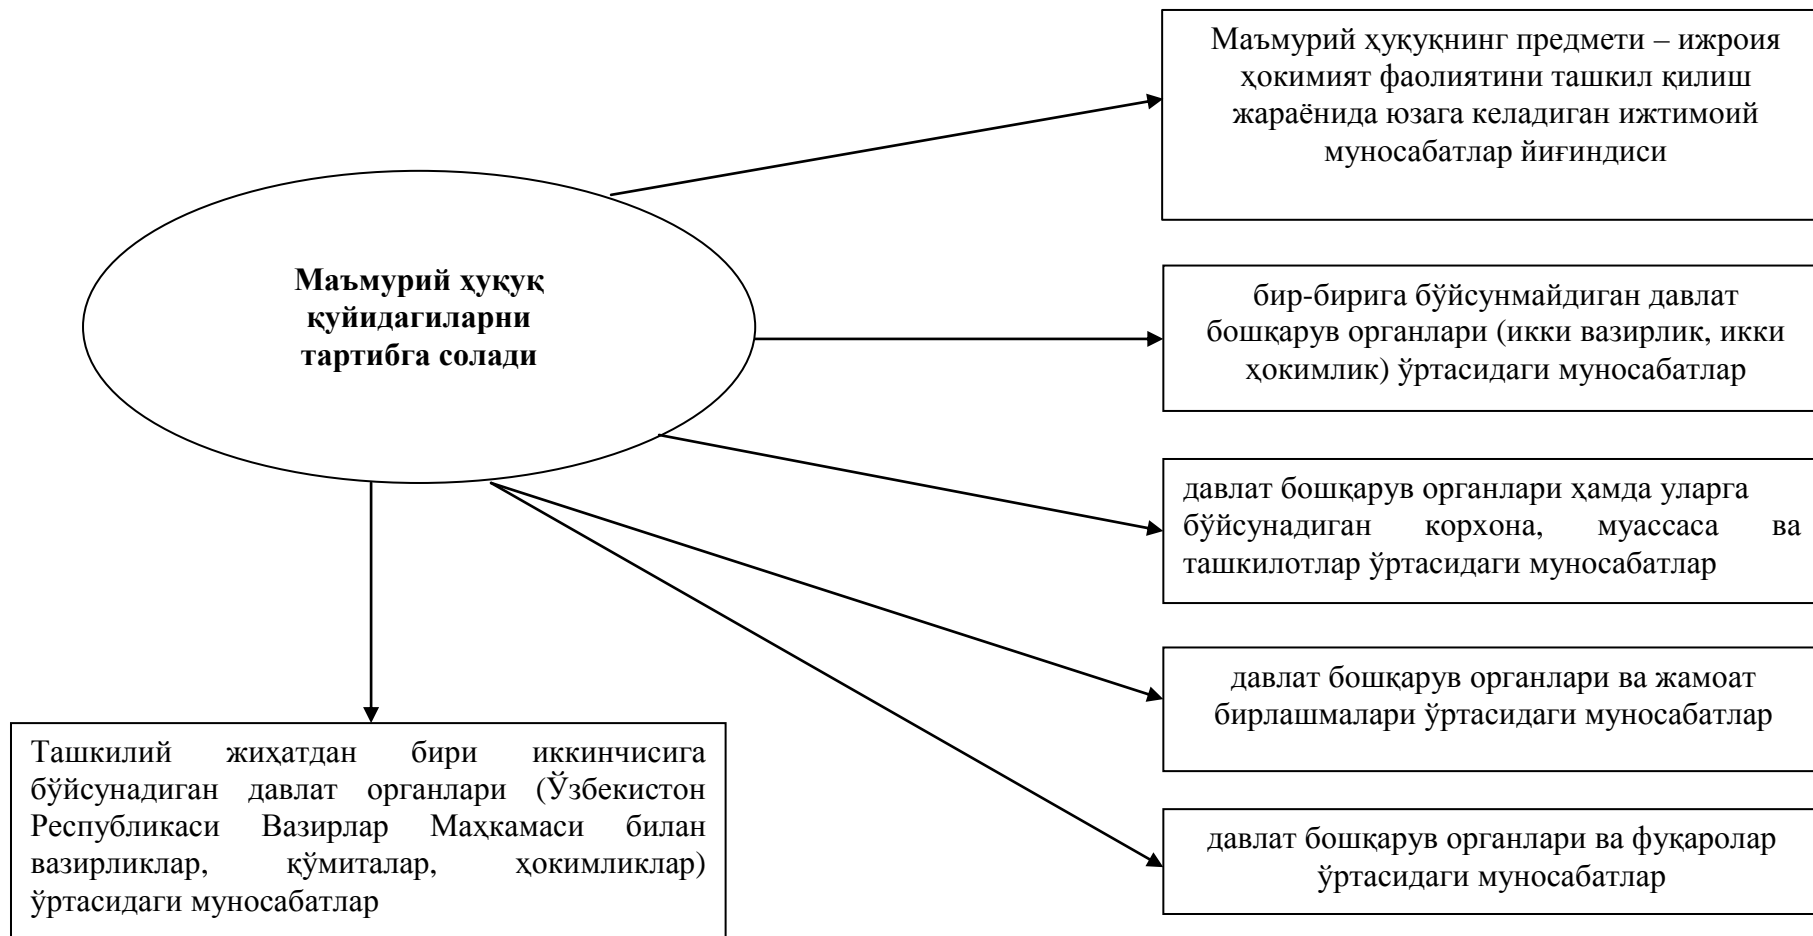 Маъмурий ҳуқуқнинг предмети – ижроия
ҳокимият фаолиятини ташкил қилиш
жараёнида юзага келадиган ижтимоий
муносабатлар йиғиндиси
Маъмурий ҳуқуқ
қуйидагиларни
тартибга солади
бир-бирига бўйсунмайдиган давлат
бошқарув органлари (икки вазирлик, икки
ҳокимлик) ўртасидаги муносабатлар
давлат бошқарув органлари ҳамда уларга
бўйсунадиган корхона, муассаса ва
ташкилотлар ўртасидаги муносабатлар
давлат бошқарув органлари ва жамоат
бирлашмалари ўртасидаги муносабатлар
давлат бошқарув органлари ва фуқаролар
ўртасидаги муносабатлар
Ташкилий жиҳатдан бири иккинчисига
бўйсунадиган давлат органлари (Ўзбекистон
Республикаси Вазирлар Маҳкамаси билан
вазирликлар, қўмиталар, ҳокимликлар)
ўртасидаги муносабатлар